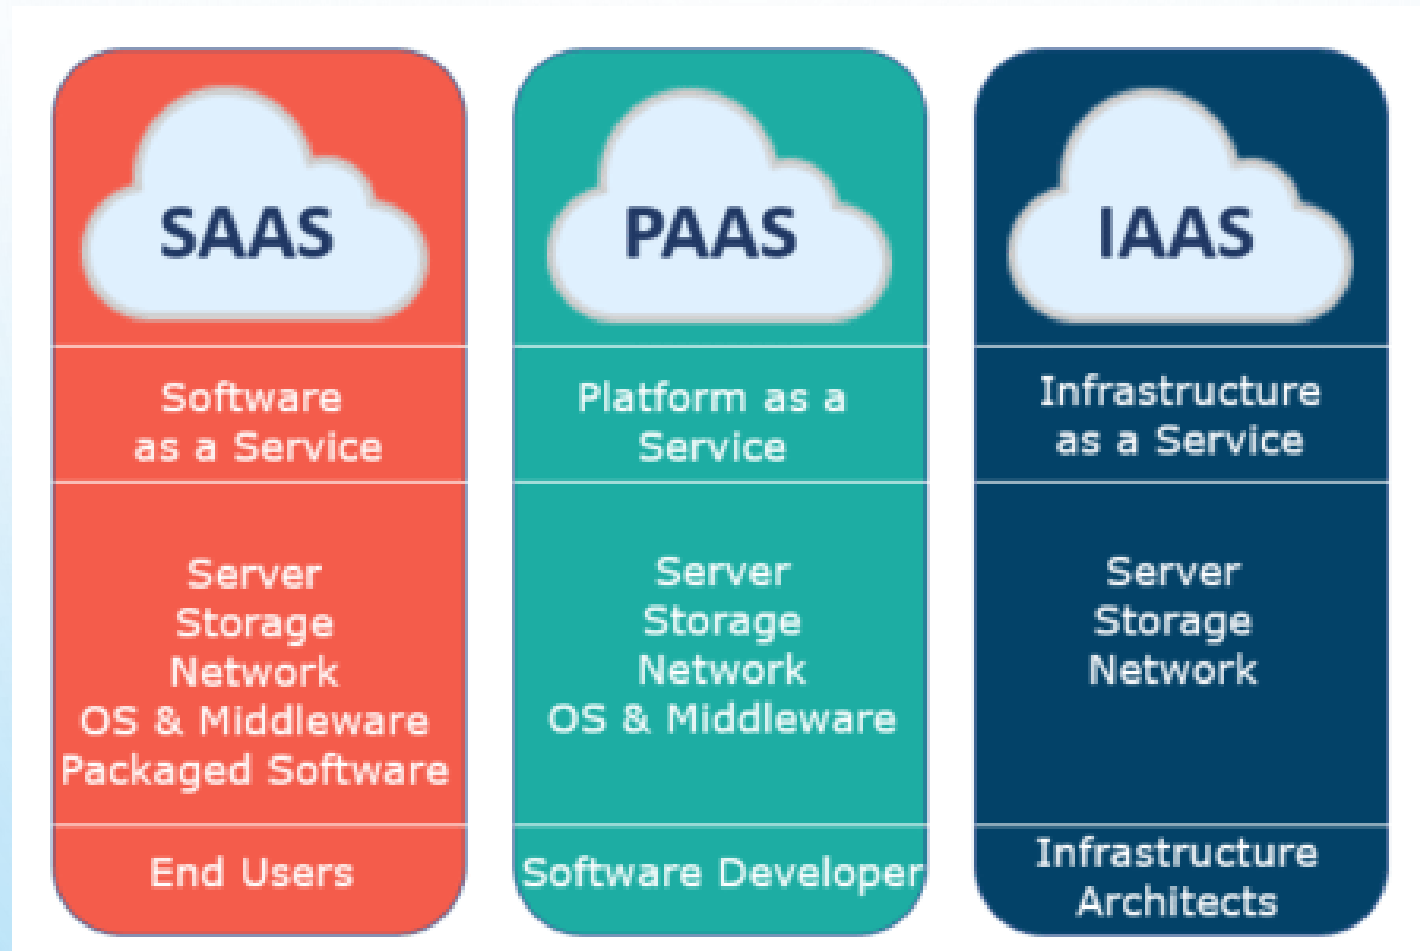 SAAS
Software
as a Service
Server
Storage
Network
OS & Middleware
Packaged Software
End Users
PAAS
Platform as a
Service
Server
Storage
Network
OS & Middleware
Software Developer
IAAS
Infrastructure
as a Service
Server
Storage
Network
Infrastructure
Architects